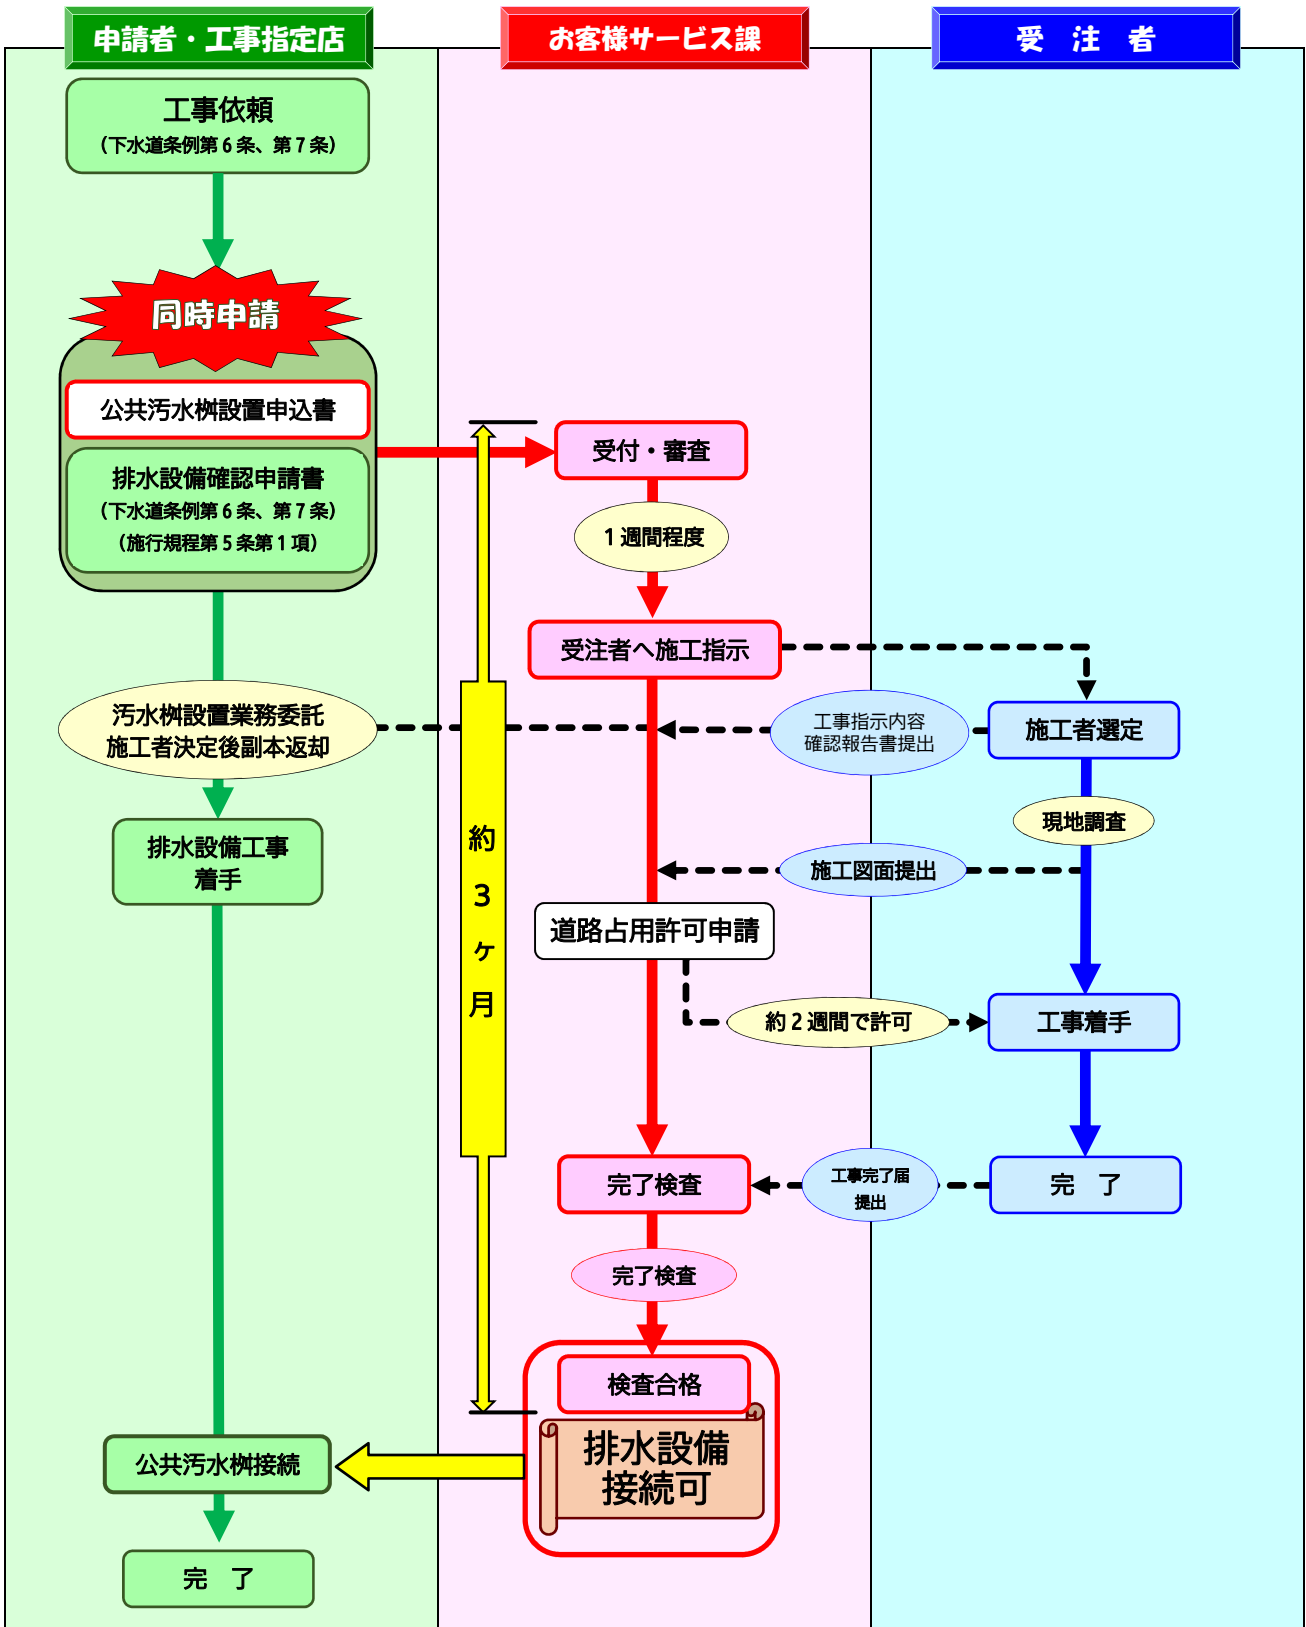 申請者・工事指定店
お客様サービス課
受　注　者
工事依頼
（下水道条例第６条、第７条）
同時申請
公共汚水桝設置申込書
排水設備確認申請書
（下水道条例第６条、第７条）
（施行規程第５条第１項）
受付・審査
１週間程度
受注者へ施工指示
汚水桝設置業務委託
施工者決定後副本返却
工事指示内容
確認報告書提出
施工者選定
現地調査
排水設備工事
着手
約
３
ヶ
月
施工図面提出
道路占用許可申請
約２週間で許可
工事着手
完了検査
工事完了届
提出
完　了
完了検査
検査合格
排水設備
接続可
公共汚水桝接続
完　了